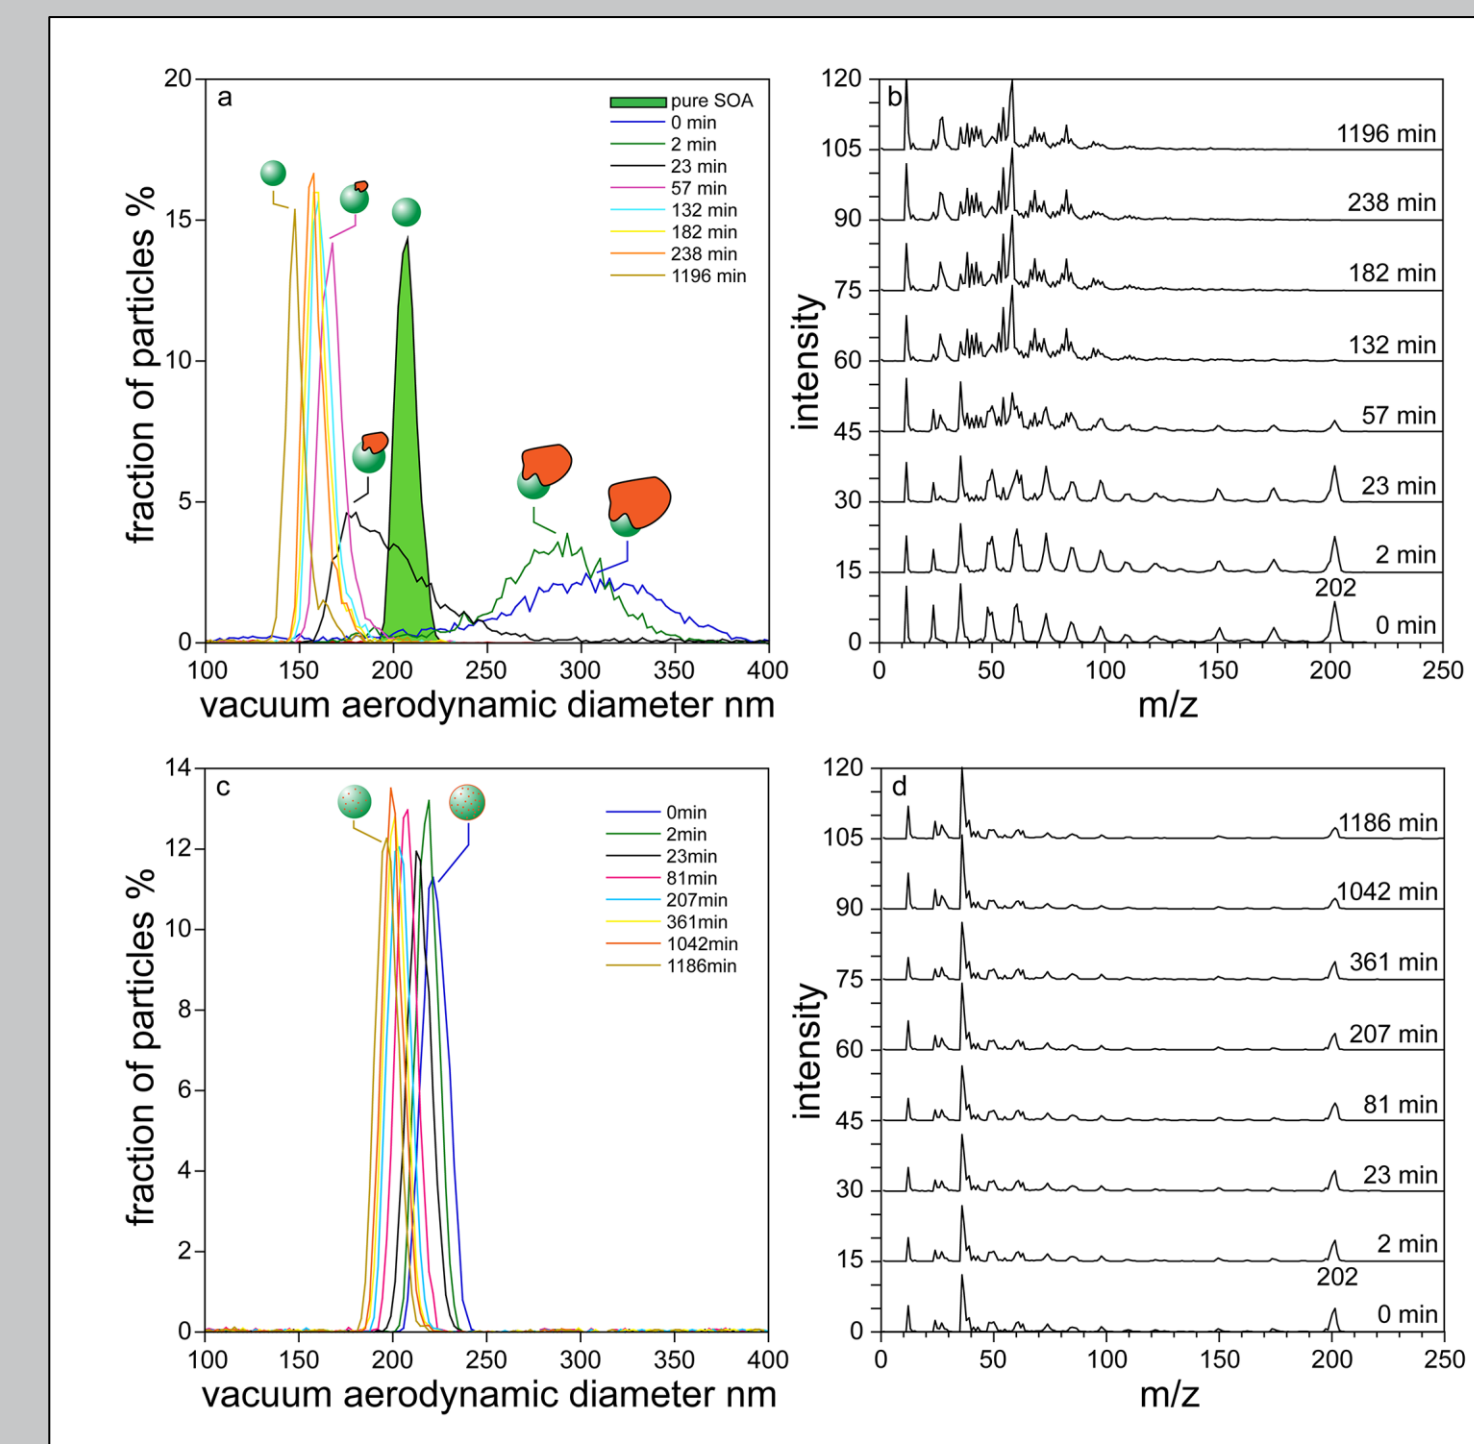 a
20
15
10
5
0
fraction of particles %
pure SOA
0 min
2 min
23 min
57 min
132 min
182 min
238 min
1196 min
100 150 200 250 300 350 400
vacuum aerodynamic diameter nm
b
120
105
90
75
60
45
30
15
0
intensity
1196 min
238 min
182 min
132 min
57 min
23 min
2 min
202
0 min
0 50 100 150 200 250
m/z
c
14
12
10
8
6
4
2
0
fraction of particles %
0min
2min
23min
81min
207min
361min
1042min
1186min
100 150 200 250 300 350 400
vacuum aerodynamic diameter nm
d
120
105
90
75
60
45
30
15
0
intensity
1186 min
1042 min
361 min
207 min
81 min
23 min
2 min
202
0 min
0 50 100 150 200 250
m/z